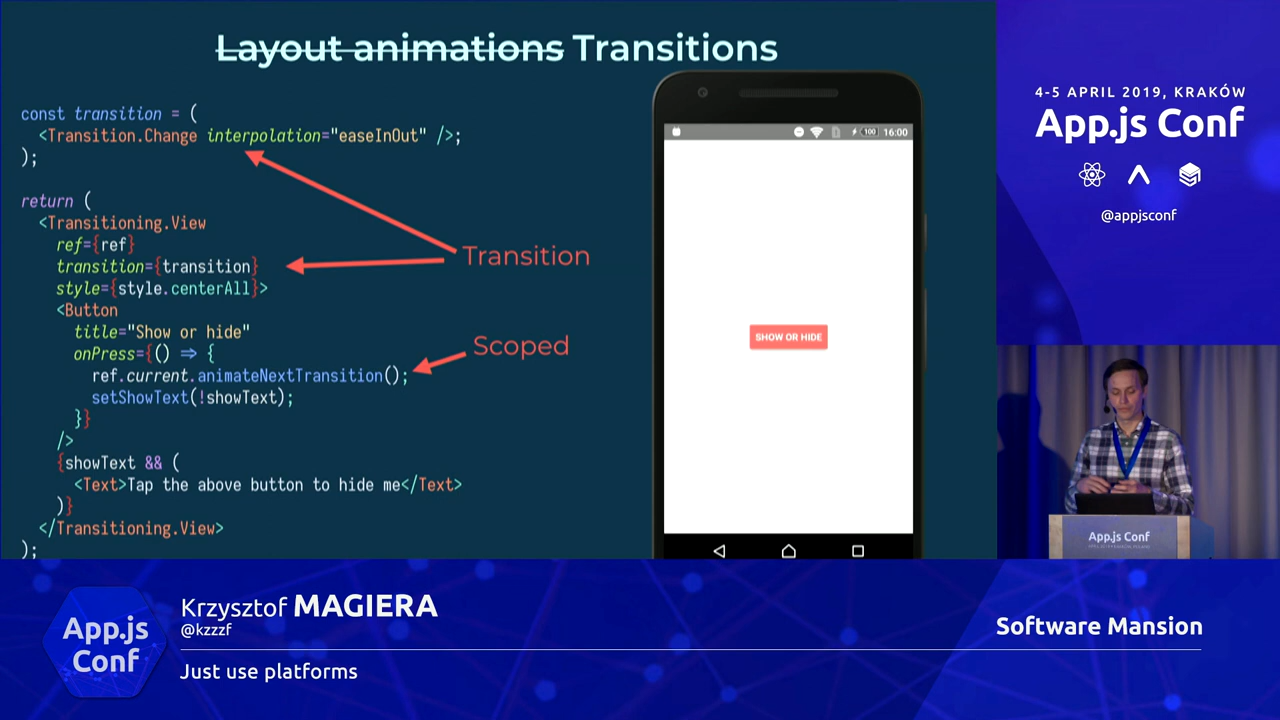 Layout animations Transitions
const transition = (
<Transition.Change interpolation="easeInOut" />;
);
return (
<Transitioning.View
ref={ref}
transition={transition}
style={style.centerAll}>
<Button
title="Show or hide"
onPress={() => {
ref.current.animateNextTransition();
setShowText(!showText);
}}
/>
{showText && (
<Text>Tap the above button to hide me</Text>
)}
</Transitioning.View>
);
Transition
Scoped
100 16:00
SHOW OR HIDE
4-5 APRIL 2019, KRAKÓW
App.js Conf
@appjsconf
App.js Conf
App.js
Conf
Krzysztof MAGIERA
@kzzzf
Just use platforms
Software Mansion